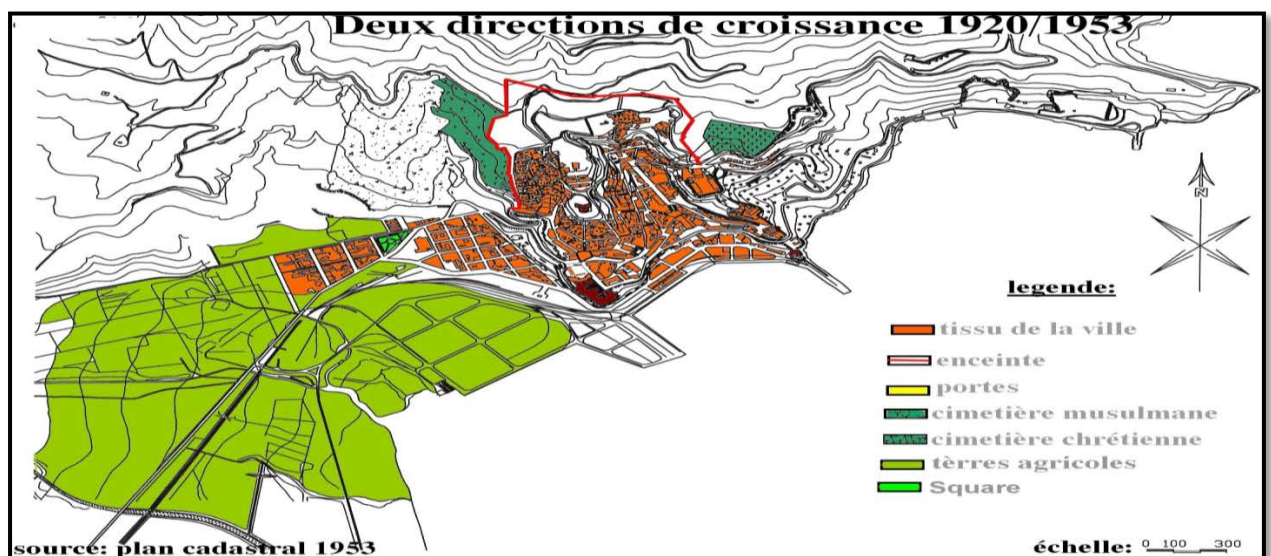 Deux directions de croissance 1920/1953
N
legende:
tissu de la ville
enceinte
portes
cimetière musulmane
cimetière chrétienne
tèrres agricoles
Square
source: plan cadastral 1953
échelle: 0 100 300